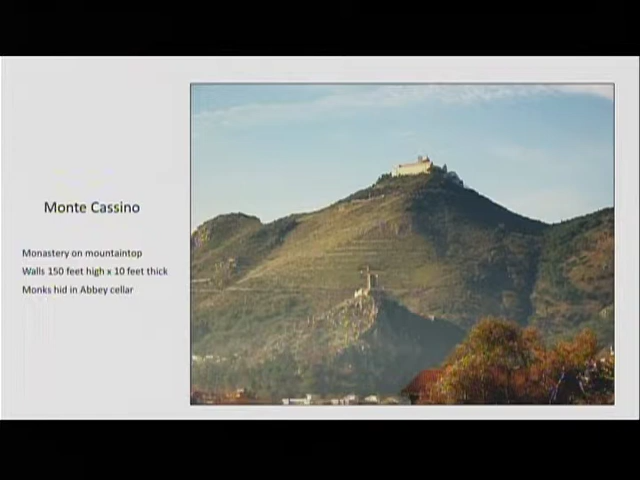 Monte Cassino
Monastery on mountaintop
Walls 150 feet high x 10 feet thick
Monks hid in Abbey cellar